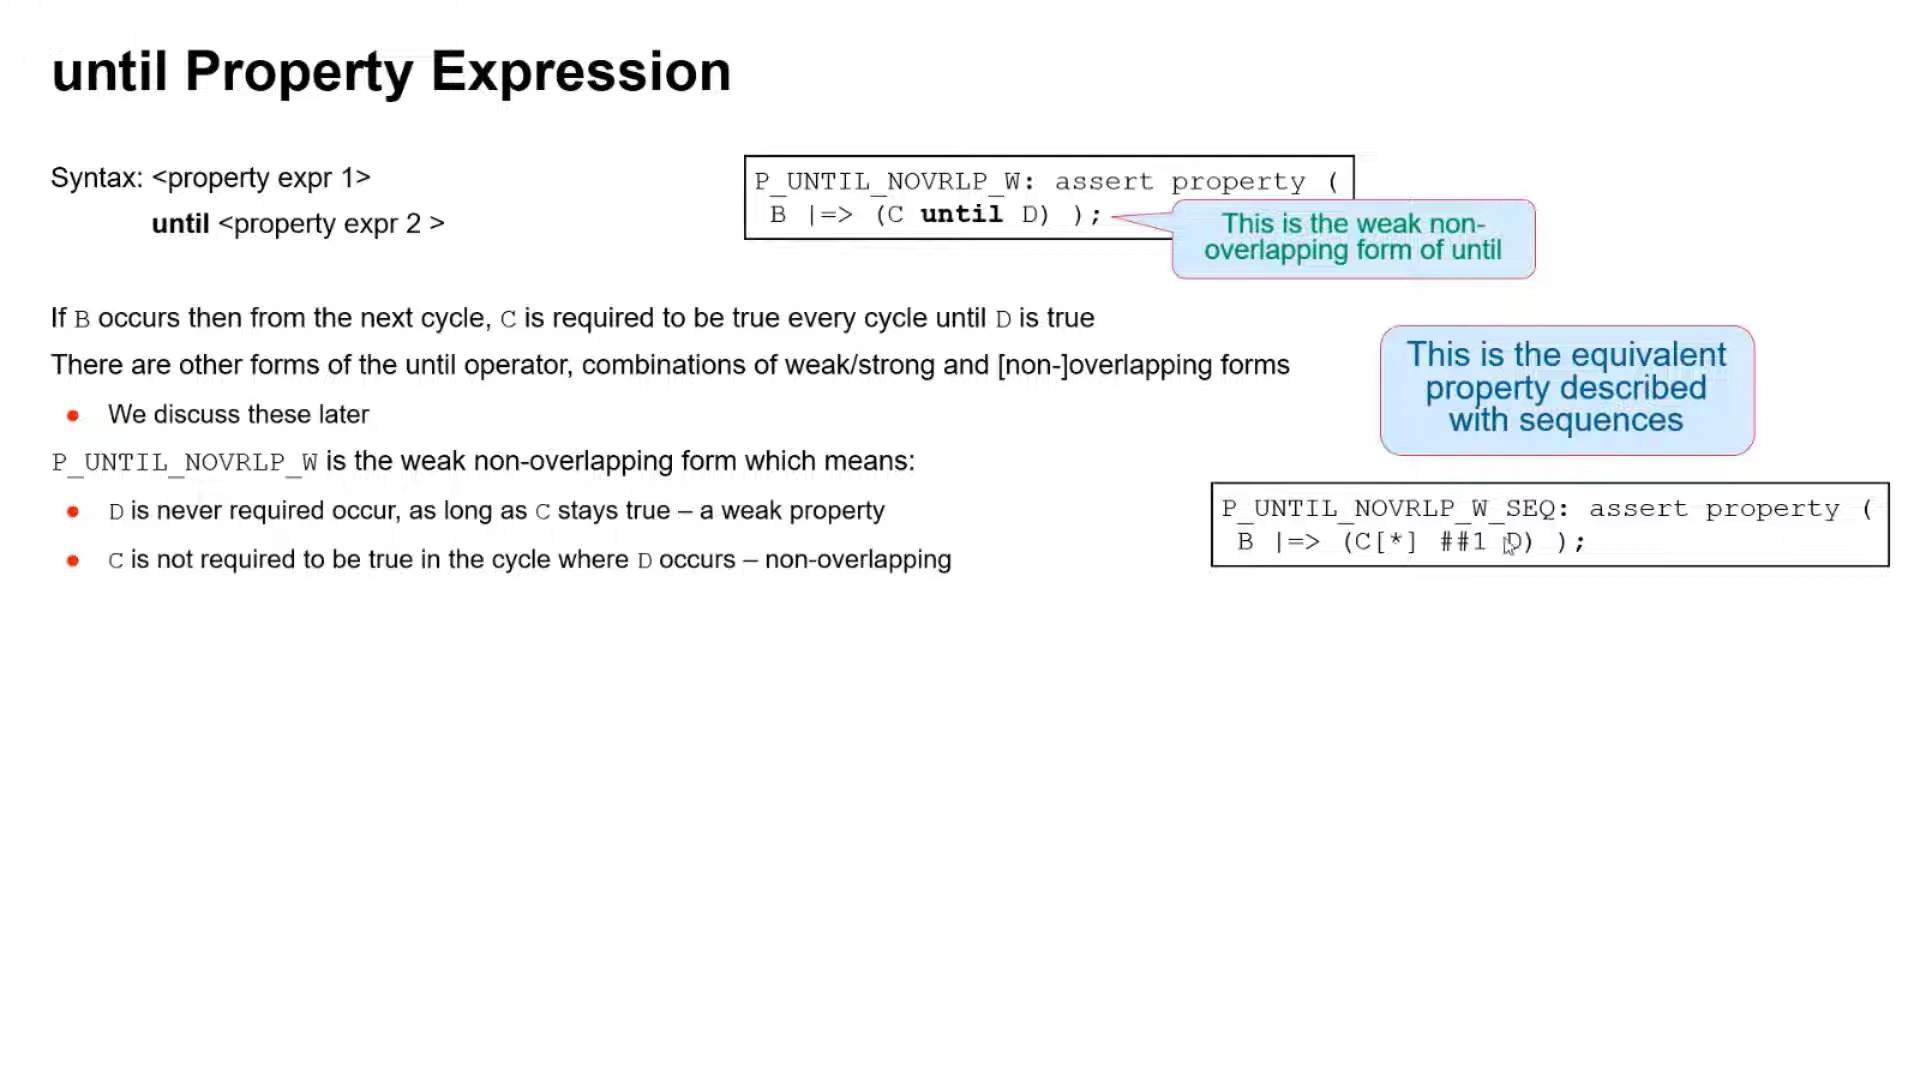 until Property Expression
Syntax: <property expr 1>
until <property expr 2 >
P_UNTIL_NOVRLP_W: assert property (
B |=> (C until D) );
This is the weak non-
overlapping form of until
If B occurs then from the next cycle, C is required to be true every cycle until D is true
There are other forms of the until operator, combinations of weak/strong and [non-]overlapping forms
• We discuss these later
P_UNTIL_NOVRLP_W is the weak non-overlapping form which means:
• D is never required occur, as long as C stays true – a weak property
• C is not required to be true in the cycle where D occurs – non-overlapping
This is the equivalent
property described
with sequences
P_UNTIL_NOVRLP_W_SEQ: assert property (
B |=> (C[*] ##1 D) );